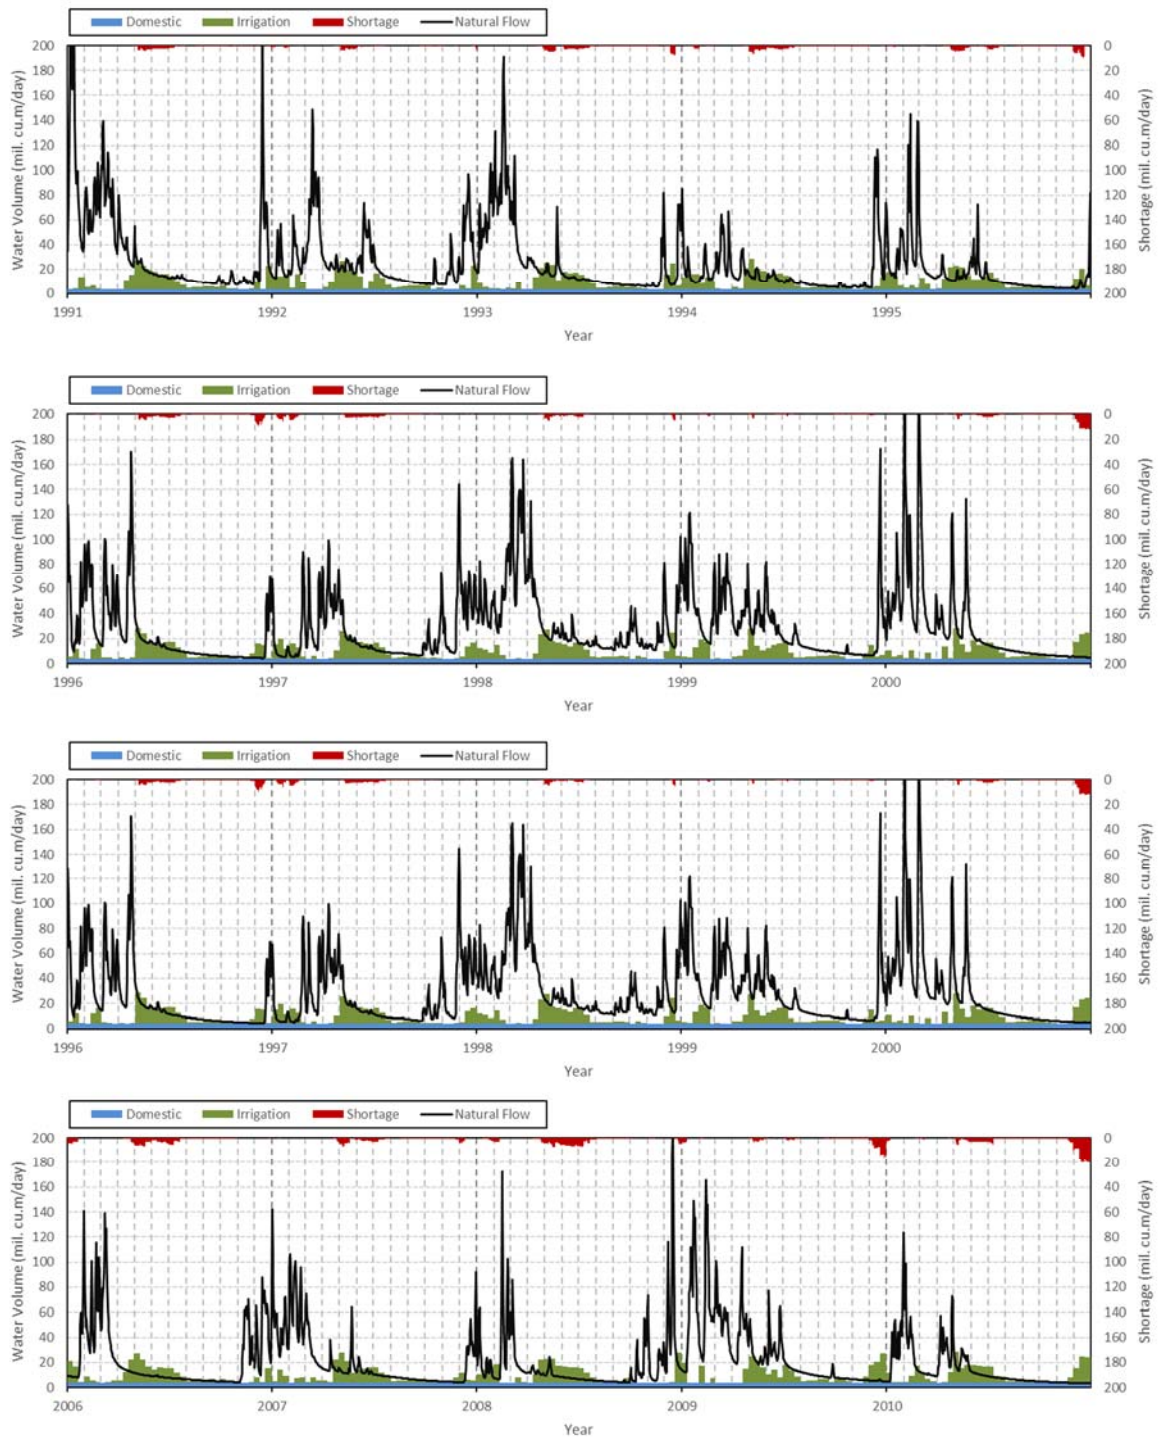 Domestic Irrigation Shortage Natural Flow
Water Volume (mil. cu.m/day)
200 180 160 140 120 100 80 60 40 20 0
0 20 40 60 80 100 120 140 160 180 200
Shortage (mil. cu.m/day)
1991 1992 1993 1994 1995
Year
Domestic Irrigation Shortage Natural Flow
Water Volume (mil. cu.m/day)
200 180 160 140 120 100 80 60 40 20 0
0 20 40 60 80 100 120 140 160 180 200
Shortage (mil. cu.m/day)
1996 1997 1998 1999 2000
Year
Domestic Irrigation Shortage Natural Flow
Water Volume (mil. cu.m/day)
200 180 160 140 120 100 80 60 40 20 0
0 20 40 60 80 100 120 140 160 180 200
Shortage (mil. cu.m/day)
1996 1997 1998 1999 2000
Year
Domestic Irrigation Shortage Natural Flow
Water Volume (mil. cu.m/day)
200 180 160 140 120 100 80 60 40 20 0
0 20 40 60 80 100 120 140 160 180 200
Shortage (mil. cu.m/day)
2006 2007 2008 2009 2010
Year